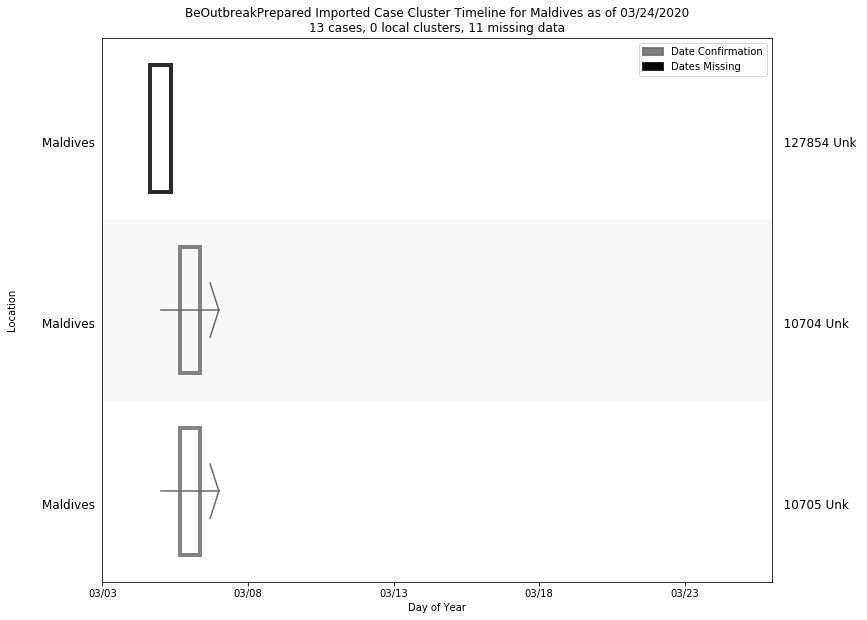 BeOutbreakPrepared Imported Case Cluster Timeline for Maldives as of 03/24/2020
13 cases, 0 local clusters, 11 missing data
Date Confirmation
Dates Missing
Maldives
127854 Unk
Maldives
10704 Unk
Maldives
10705 Unk
Location
03/03
03/08
03/13
03/18
03/23
Day of Year